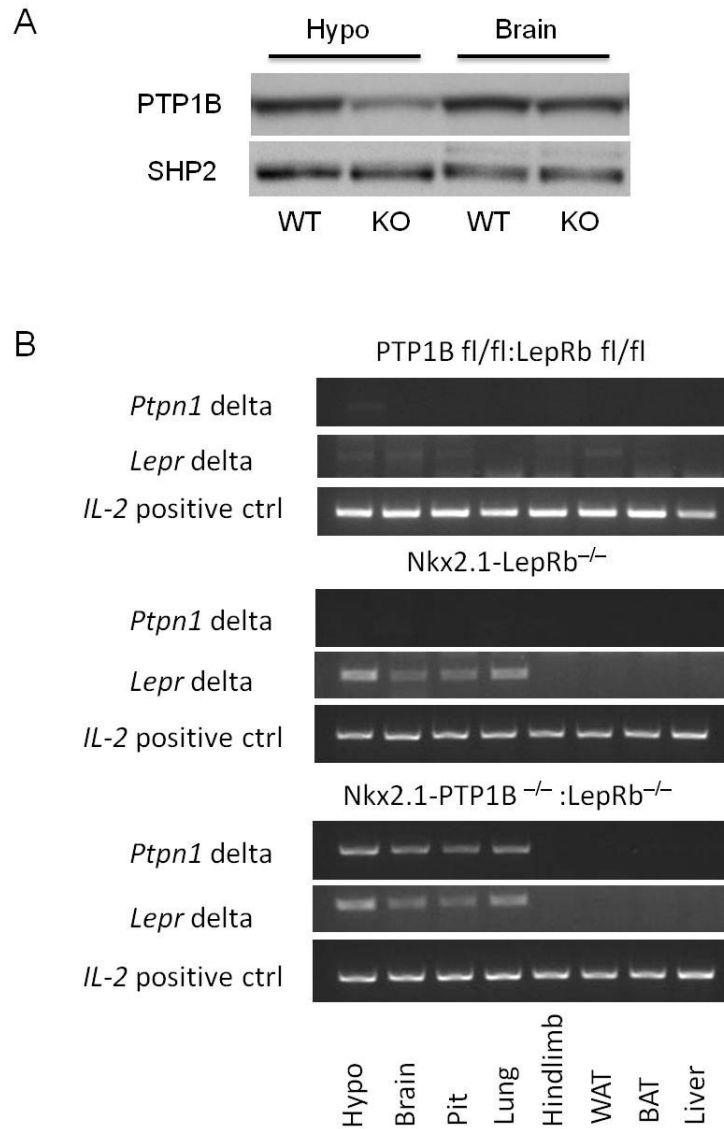 A
Hypo Brain
PTP1B
SHP2
WT KO WT KO
B
PTP1B fl/fl:LepRb fl/fl
Ptpn1 delta
Lepr delta
IL-2 positive ctrl
Nkx2.1-LepRb–/–
Ptpn1 delta
Lepr delta
IL-2 positive ctrl
Nkx2.1-PTP1B –/– :LepRb–/–
Ptpn1 delta
Lepr delta
IL-2 positive ctrl
Hypo Brain Pit Lung Hindlimb WAT BAT Liver